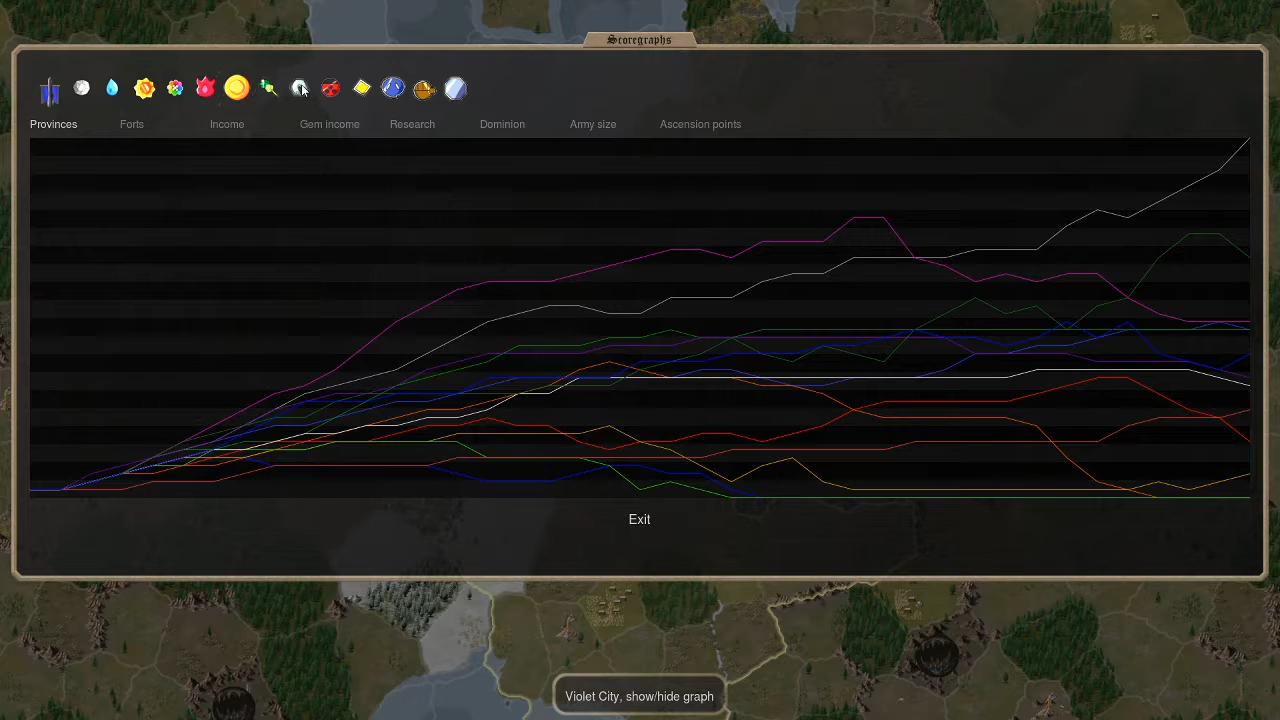 Scoregraphs
Provinces Forts Income Gem income Research Dominion Army size Ascension points
Exit
Violet City, show/hide graph